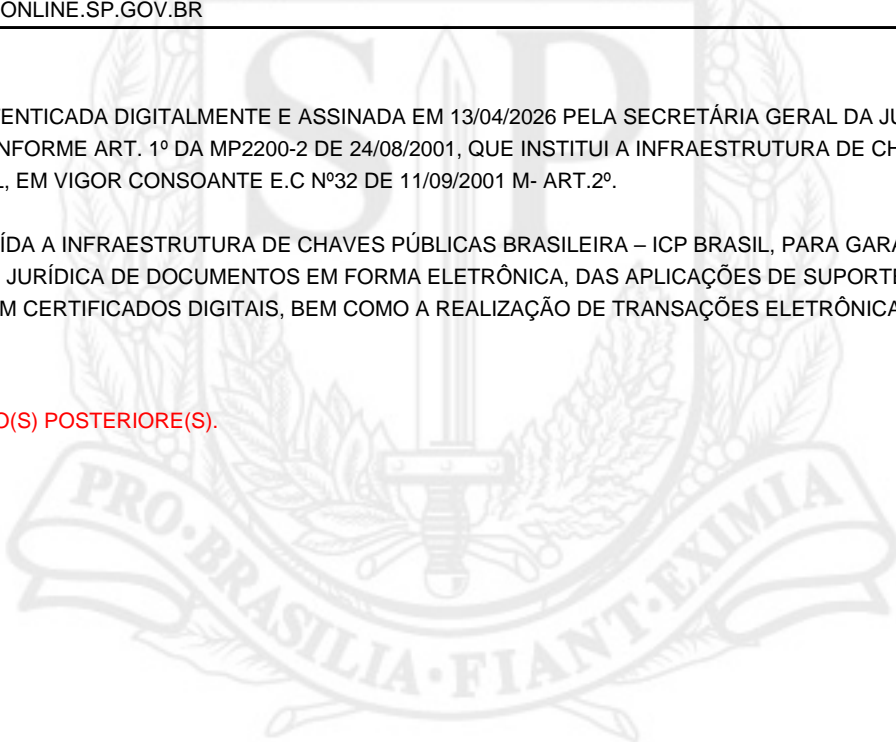 ONLINE.SP.GOV.BR
ENTICADA DIGITALMENTE E ASSINADA EM 13/04/2026 PELA SECRETÁRIA GERAL DA JU
NFORME ART. 1º DA MP2200-2 DE 24/08/2001, QUE INSTITUI A INFRAESTRUTURA DE CH
L, EM VIGOR CONSOANTE E.C Nº32 DE 11/09/2001 M- ART.2º.
ÍDA A INFRAESTRUTURA DE CHAVES PÚBLICAS BRASILEIRA – ICP BRASIL, PARA GARA
JURÍDICA DE DOCUMENTOS EM FORMA ELETRÔNICA, DAS APLICAÇÕES DE SUPORTE
M CERTIFICADOS DIGITAIS, BEM COMO A REALIZAÇÃO DE TRANSAÇÕES ELETRÔNICA
O(S) POSTERIORE(S).
SP
PRO·BRASILIA·FIANT·EXIMIA